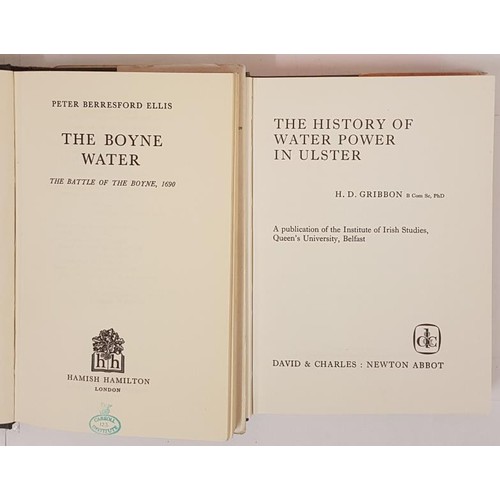 PETER BERRESFORD ELLIS
THE BOYNE
WATER
THE BATTLE OF THE BOYNE, 1690
hh
HAMISH HAMILTON
LONDON
THE HISTORY OF
WATER POWER
IN ULSTER
H. D. GRIBBON B Com Sc, PhD
A publication of the Institute of Irish Studies,
Queen's University, Belfast
DAVID & CHARLES : NEWTON ABBOT